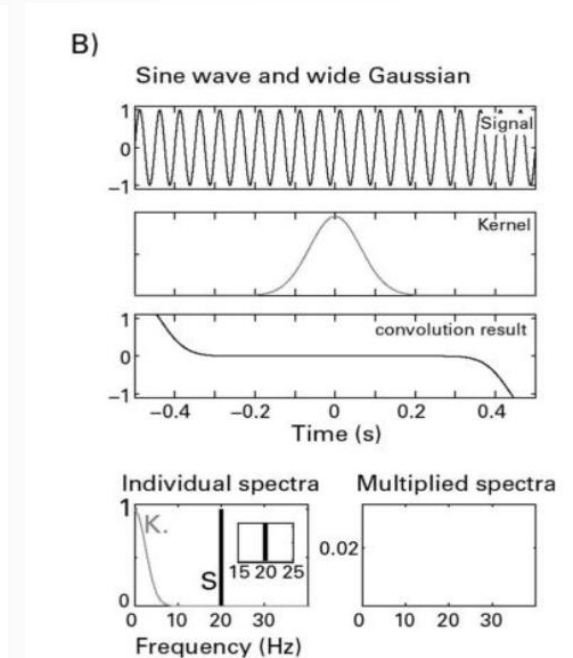 B)
Sine wave and wide Gaussian
1
Signal
0
−1
Kernel
1
convolution result
0
−1
−0.4 −0.2 0 0.2 0.4
Time (s)
Individual spectra Multiplied spectra
1
K.
0.02
S
15 20 25
0
0 10 20 30 0 10 20 30
Frequency (Hz)